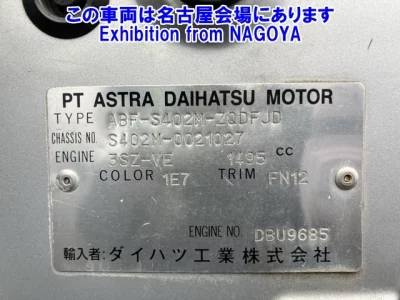 この車両は名古屋会場にあります
Exhibition from NAGOYA
PT ASTRA DAIHATSU MOTOR
TYPE ABF-S402M-ZQDFJD
CHASSIS NO. S402M-0021027
ENGINE 3SZ-VE 1495 cc
COLOR 1E7 TRIM FN12
ENGINE NO. DBU9685
輸入者: ダイハツ工業株式会社